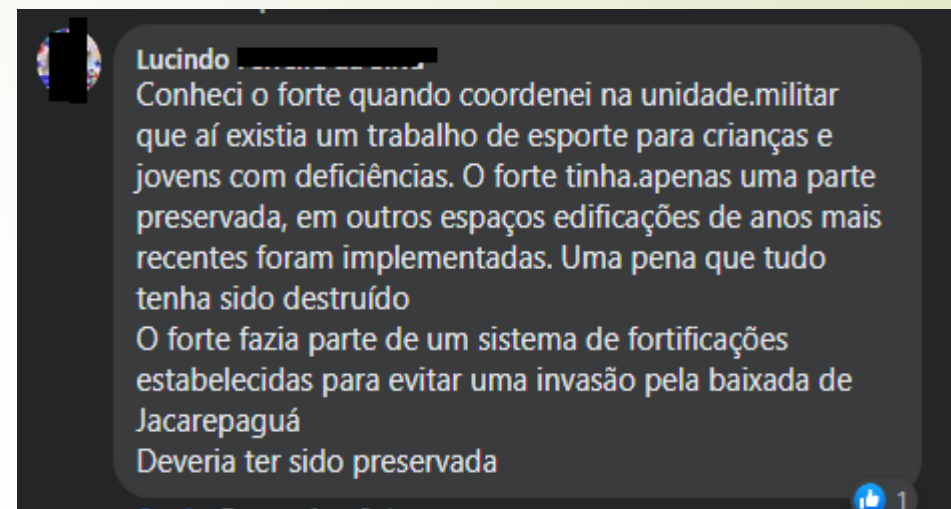 Lucindo
Conheci o forte quando coordenei na unidade.militar
que aí existia um trabalho de esporte para crianças e
jovens com deficiências. O forte tinha.apenas uma parte
preservada, em outros espaços edificações de anos mais
recentes foram implementadas. Uma pena que tudo
tenha sido destruído
O forte fazia parte de um sistema de fortificações
estabelecidas para evitar uma invasão pela baixada de
Jacarepaguá
Deveria ter sido preservada
1